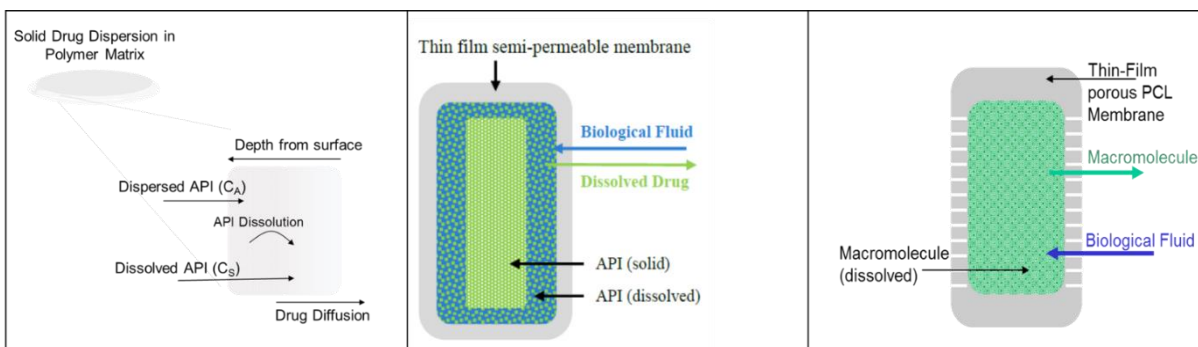 Solid Drug Dispersion in
Polymer Matrix
Depth from surface
Dispersed API (C_A)
API Dissolution
Dissolved API (C_S)
Drug Diffusion
Thin film semi-permeable membrane
Biological Fluid
Dissolved Drug
API (solid)
API (dissolved)
Thin-Film
porous PCL
Membrane
Macromolecule
Biological Fluid
Macromolecule
(dissolved)